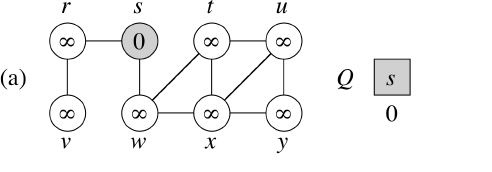 r s t u
∞ 0 ∞ ∞
(a) Q s
∞ ∞ ∞ ∞ 0
v w x y